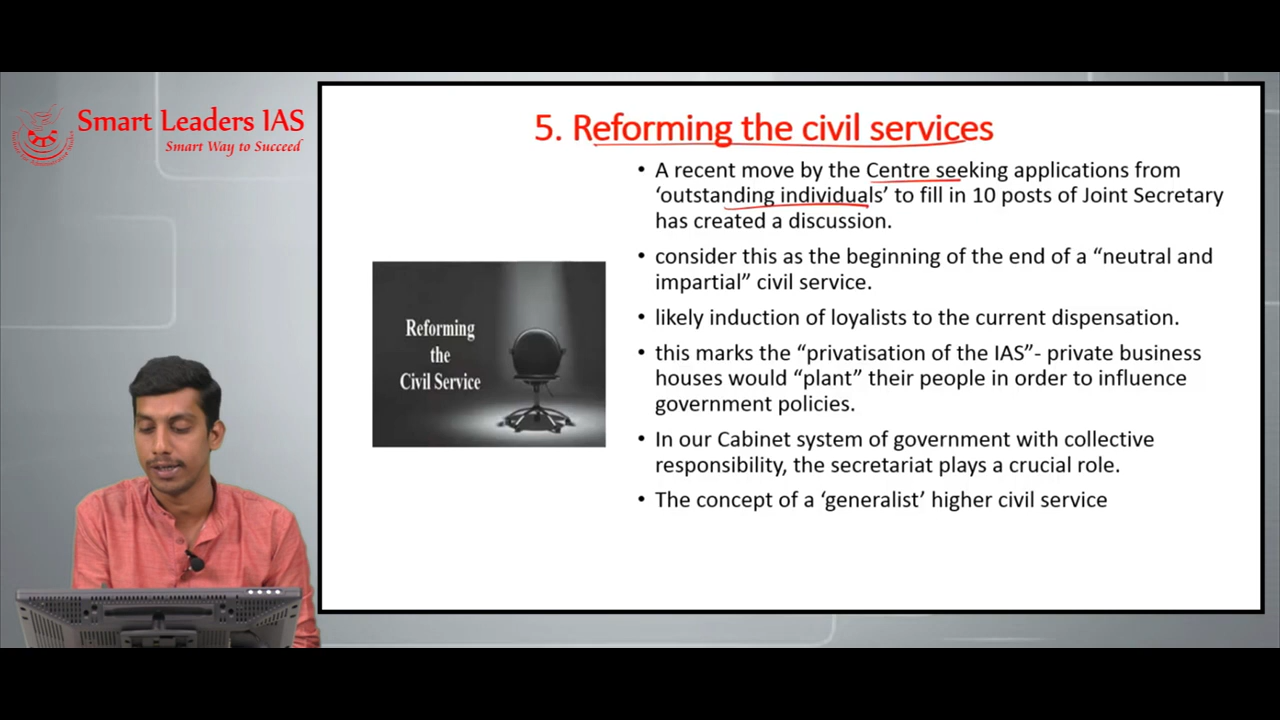 Smart Leaders IAS
Smart Way to Succeed
5. Reforming the civil services
• A recent move by the Centre seeking applications from
‘outstanding individuals’ to fill in 10 posts of Joint Secretary
has created a discussion.
• consider this as the beginning of the end of a “neutral and
impartial” civil service.
• likely induction of loyalists to the current dispensation.
• this marks the “privatisation of the IAS”- private business
houses would “plant” their people in order to influence
government policies.
• In our Cabinet system of government with collective
responsibility, the secretariat plays a crucial role.
• The concept of a ‘generalist’ higher civil service
Reforming
the
Civil Service